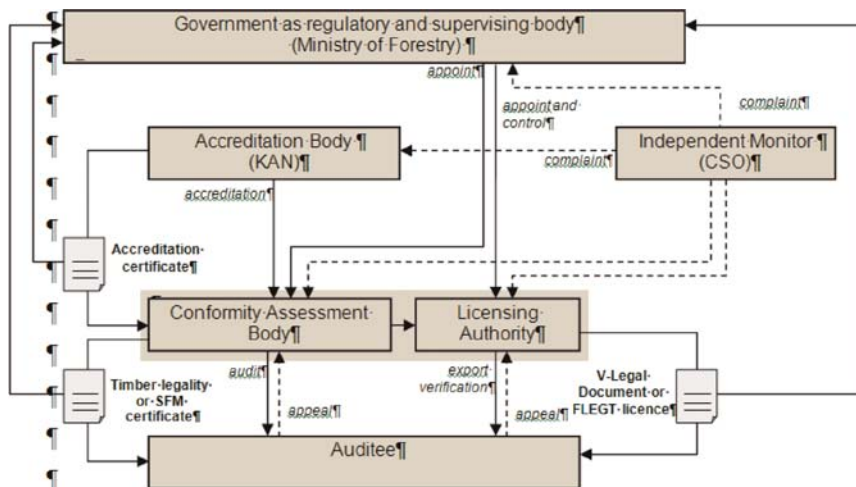 Government as regulatory and supervising body¶
(Ministry of Forestry) ¶
appoint¶
appoint and
control¶
complaint¶
Accreditation Body ¶
(KAN)¶
complaint¶
Independent Monitor ¶
(CSO)¶
accreditation¶
Accreditation
certificate¶
Conformity Assessment
Body¶
Licensing
Authority¶
audit¶
export
verification¶
Timber legality
or SFM
certificate¶
appeal¶
appeal¶
V-Legal
Document or
FLEGT licence¶
Auditee¶